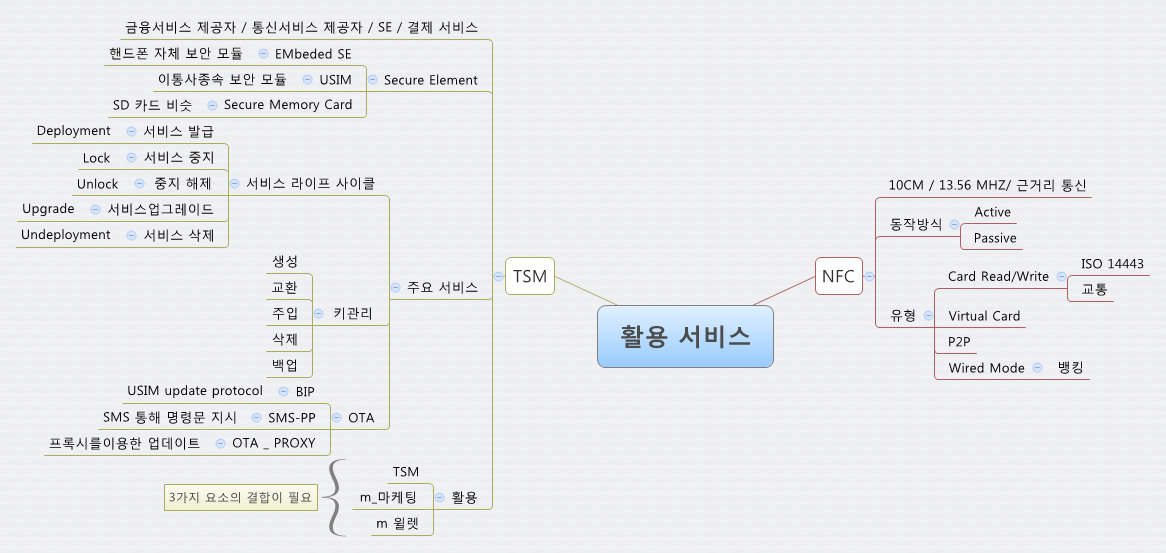 활용 서비스
TSM
금융서비스 제공자 / 통신서비스 제공자 / SE / 결제 서비스
Secure Element
EMbeded SE
핸드폰 자체 보안 모듈
USIM
이통사종속 보안 모듈
Secure Memory Card
SD 카드 비슷
주요 서비스
서비스 라이프 사이클
서비스 발급
Deployment
서비스 중지
Lock
중지 해제
Unlock
서비스업그레이드
Upgrade
서비스 삭제
Undeployment
키관리
생성
교환
주입
삭제
백업
OTA
BIP
USIM update protocol
SMS-PP
SMS 통해 명령문 지시
OTA _ PROXY
프록시를이용한 업데이트
활용
TSM
m_마케팅
m 윌렛
3가지 요소의 결합이 필요
NFC
10CM / 13.56 MHZ/ 근거리 통신
동작방식
Active
Passive
유형
Card Read/Write
ISO 14443
교통
Virtual Card
P2P
Wired Mode
뱅킹